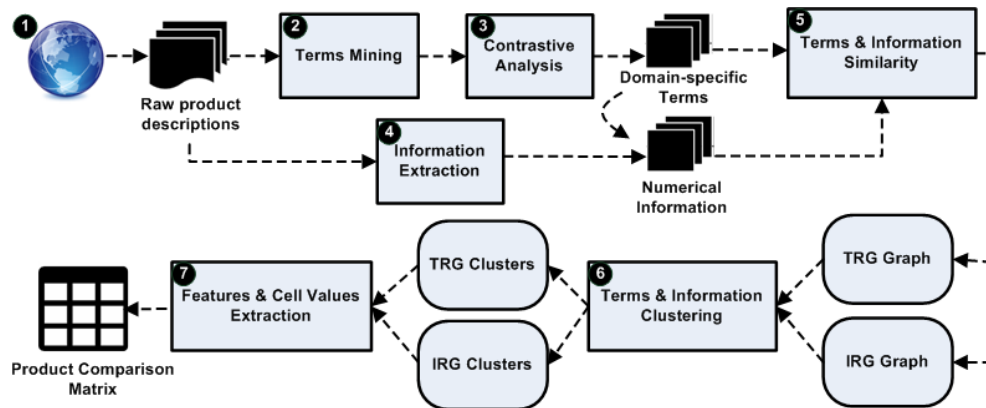 1
2
3
5
Terms Mining
Contrastive
Analysis
Terms & Information
Similarity
Domain-specific
Terms
Raw product
descriptions
4
Information
Extraction
Numerical
Information
7
Features & Cell Values
Extraction
TRG Clusters
IRG Clusters
6
Terms & Information
Clustering
TRG Graph
IRG Graph
Product Comparison
Matrix